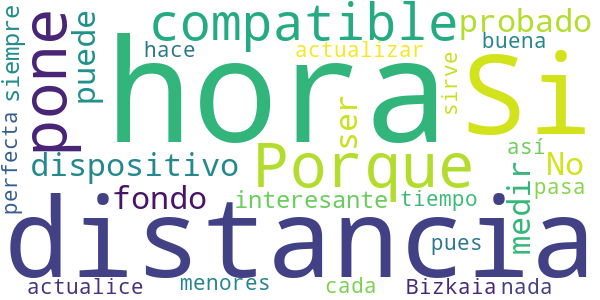 siempre
perfecta
pone
puede
hace
compatible
actualizar
probado
buena
hora
Si
sirve
ser
dispositivo
Porque
No
así
pasa
medir
fondo
interesante
tiempo
distancia
pues
actualice
menores
cada
Bizkaia
nada